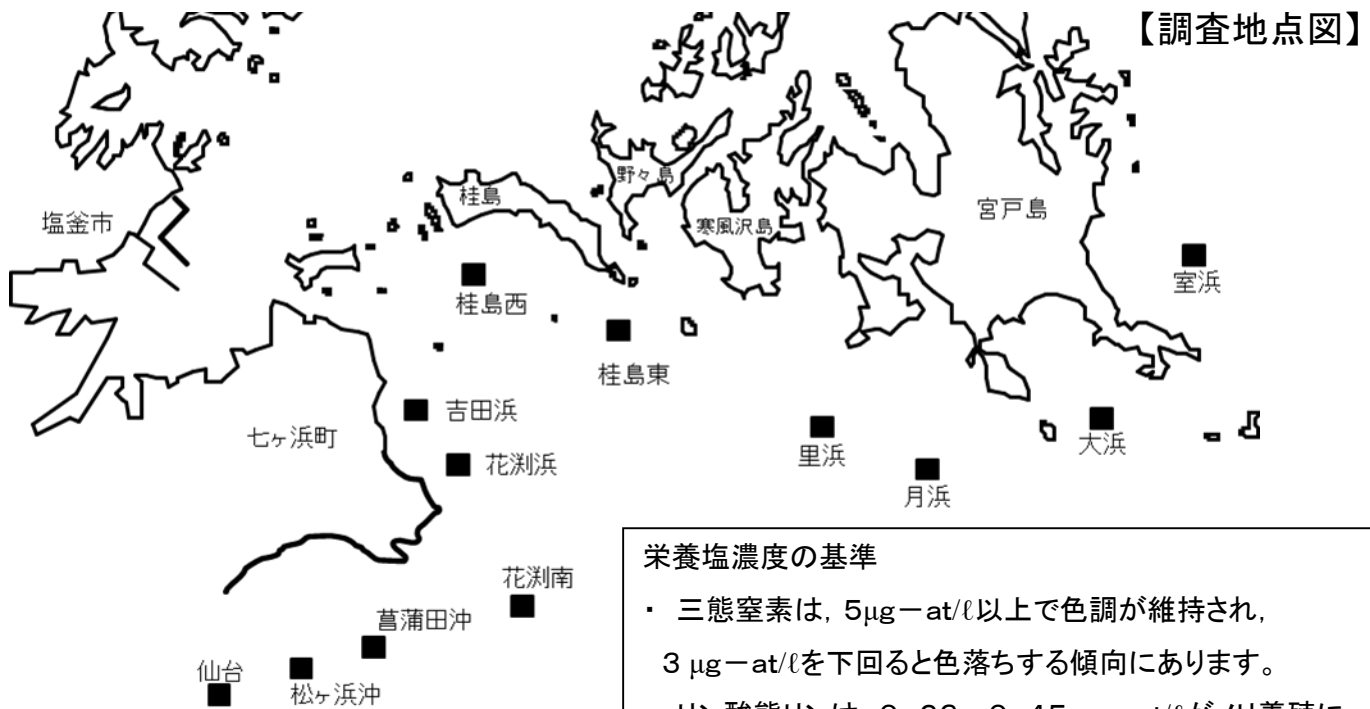 【調査地点図】
野々島
桂島
宮戸島
塩釜市
寒風沢島
室浜
桂島西
桂島東
吉田浜
七ヶ浜町
大浜
里浜
花渕浜
月浜
栄養塩濃度の基準
花渕南
・ 三態窒素は，5μg－at/ℓ以上で色調が維持され，
菖蒲田沖
3 μg－at/ℓを下回ると色落ちする傾向にあります。
仙台
松ヶ浜沖